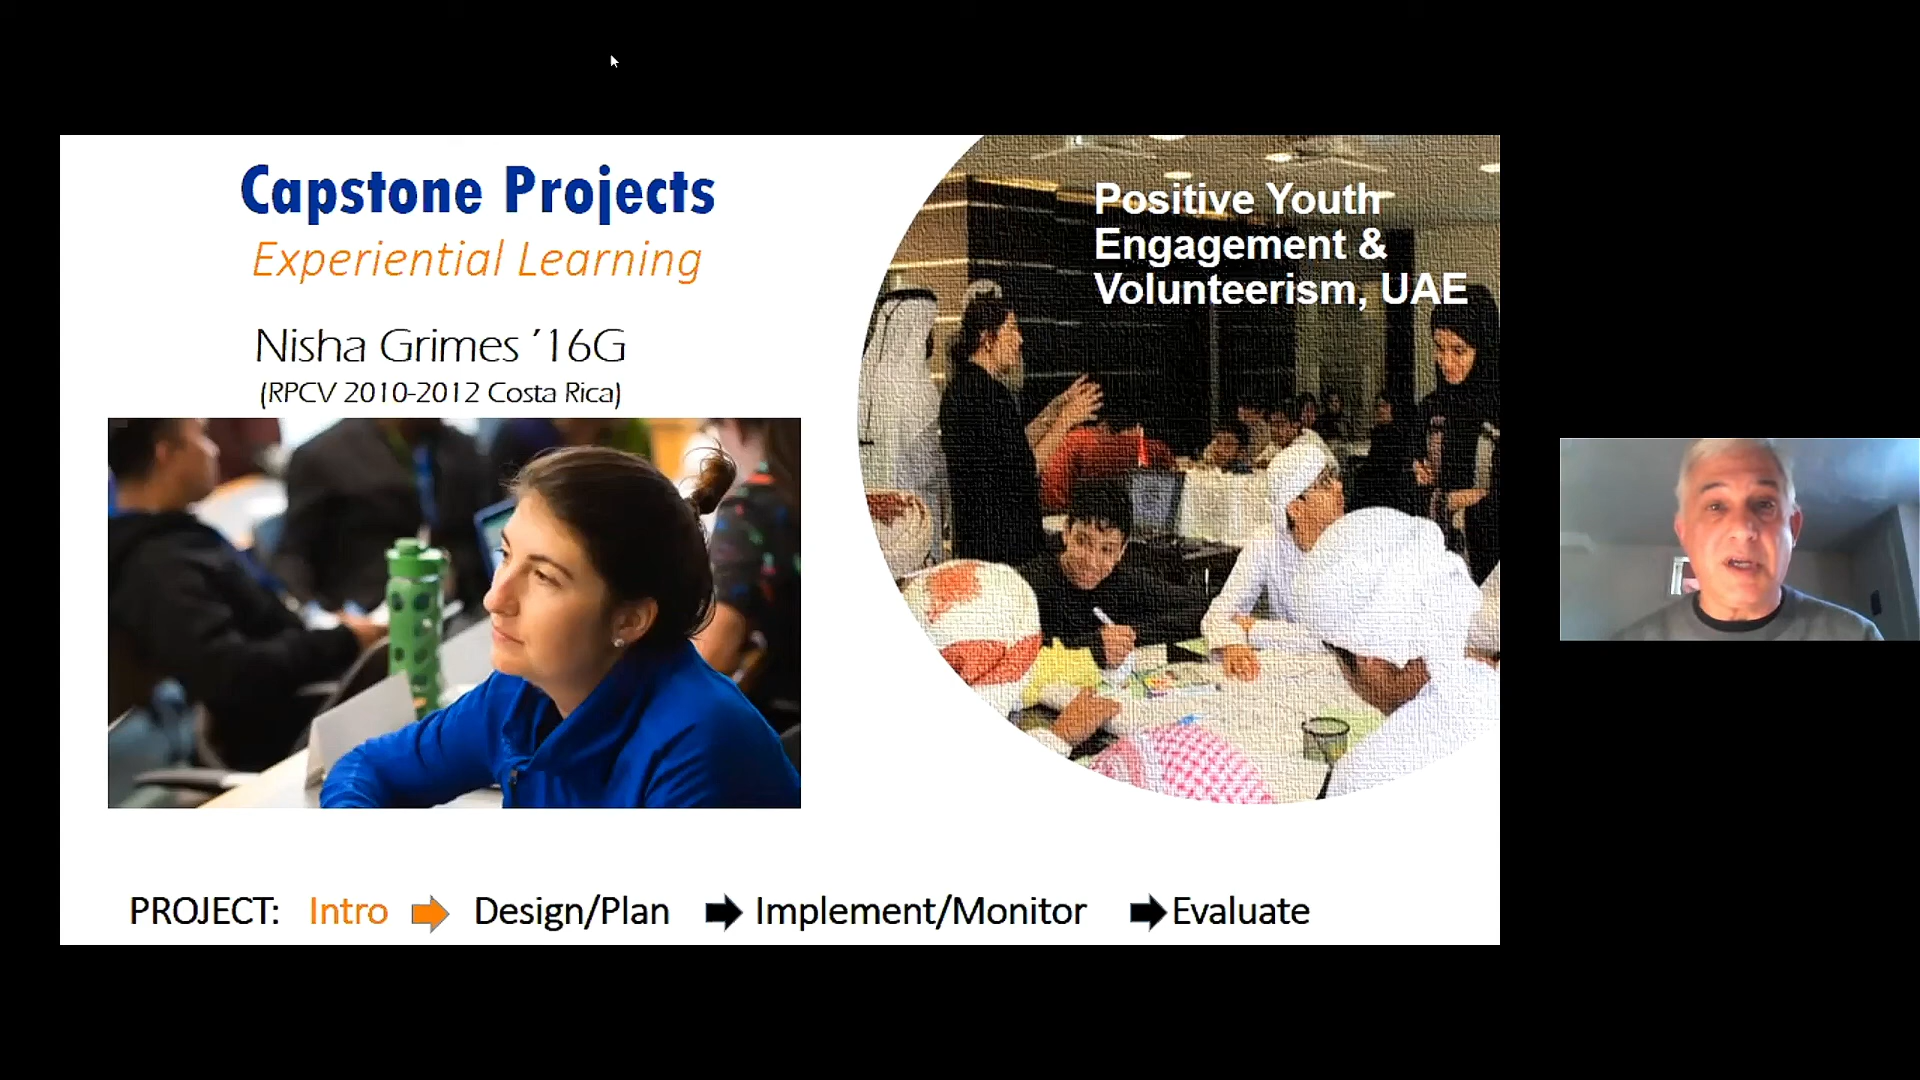 Capstone Projects
Experiential Learning
Nisha Grimes ’16G
(RPCV 2010-2012 Costa Rica)
Positive Youth
Engagement &
Volunteerism, UAE
PROJECT: Intro Design/Plan Implement/Monitor Evaluate